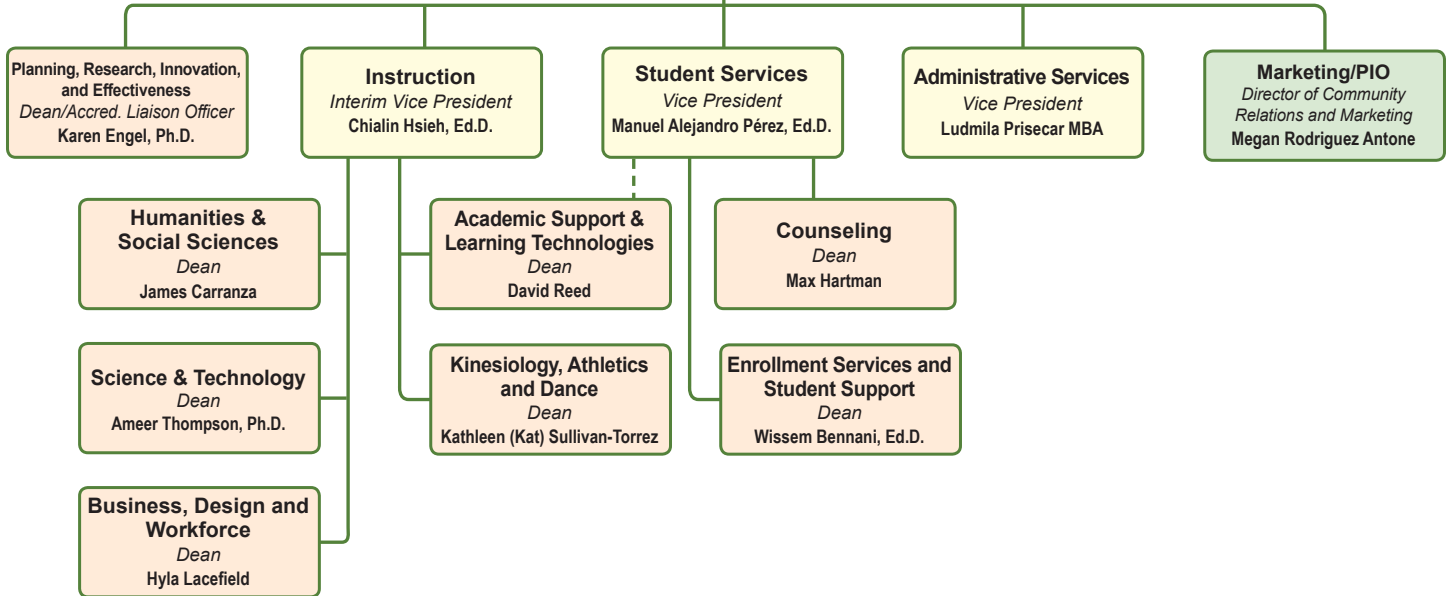 Planning, Research, Innovation,
and Effectiveness
Dean/Accred. Liaison Officer
Karen Engel, Ph.D.
Instruction
Interim Vice President
Chialin Hsieh, Ed.D.
Student Services
Vice President
Manuel Alejandro Pérez, Ed.D.
Administrative Services
Vice President
Ludmila Prisecar MBA
Marketing/PIO
Director of Community
Relations and Marketing
Megan Rodriguez Antone
Humanities &
Social Sciences
Dean
James Carranza
Academic Support &
Learning Technologies
Dean
David Reed
Counseling
Dean
Max Hartman
Science & Technology
Dean
Ameer Thompson, Ph.D.
Kinesiology, Athletics
and Dance
Dean
Kathleen (Kat) Sullivan-Torrez
Enrollment Services and
Student Support
Dean
Wissem Bennani, Ed.D.
Business, Design and
Workforce
Dean
Hyla Lacefield